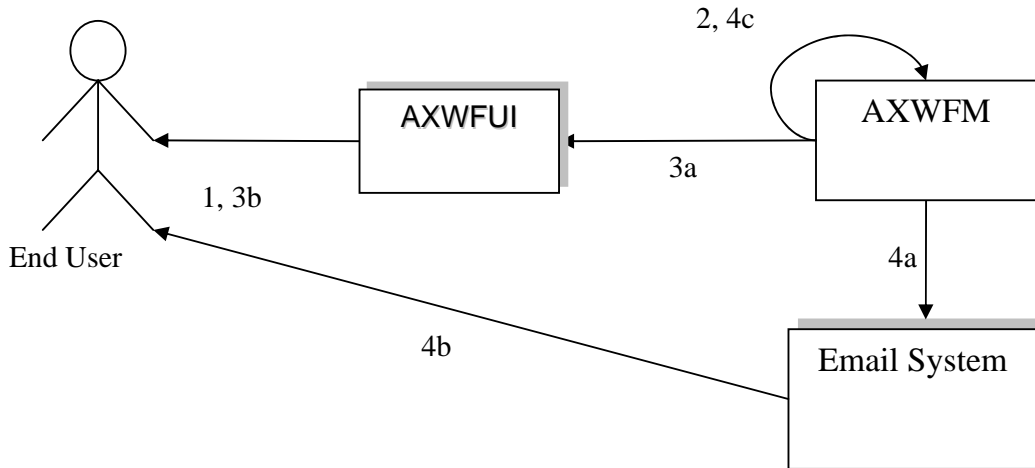 2, 4c
AXWFUI
AXWFM
3a
1, 3b
End User
4a
4b
Email System